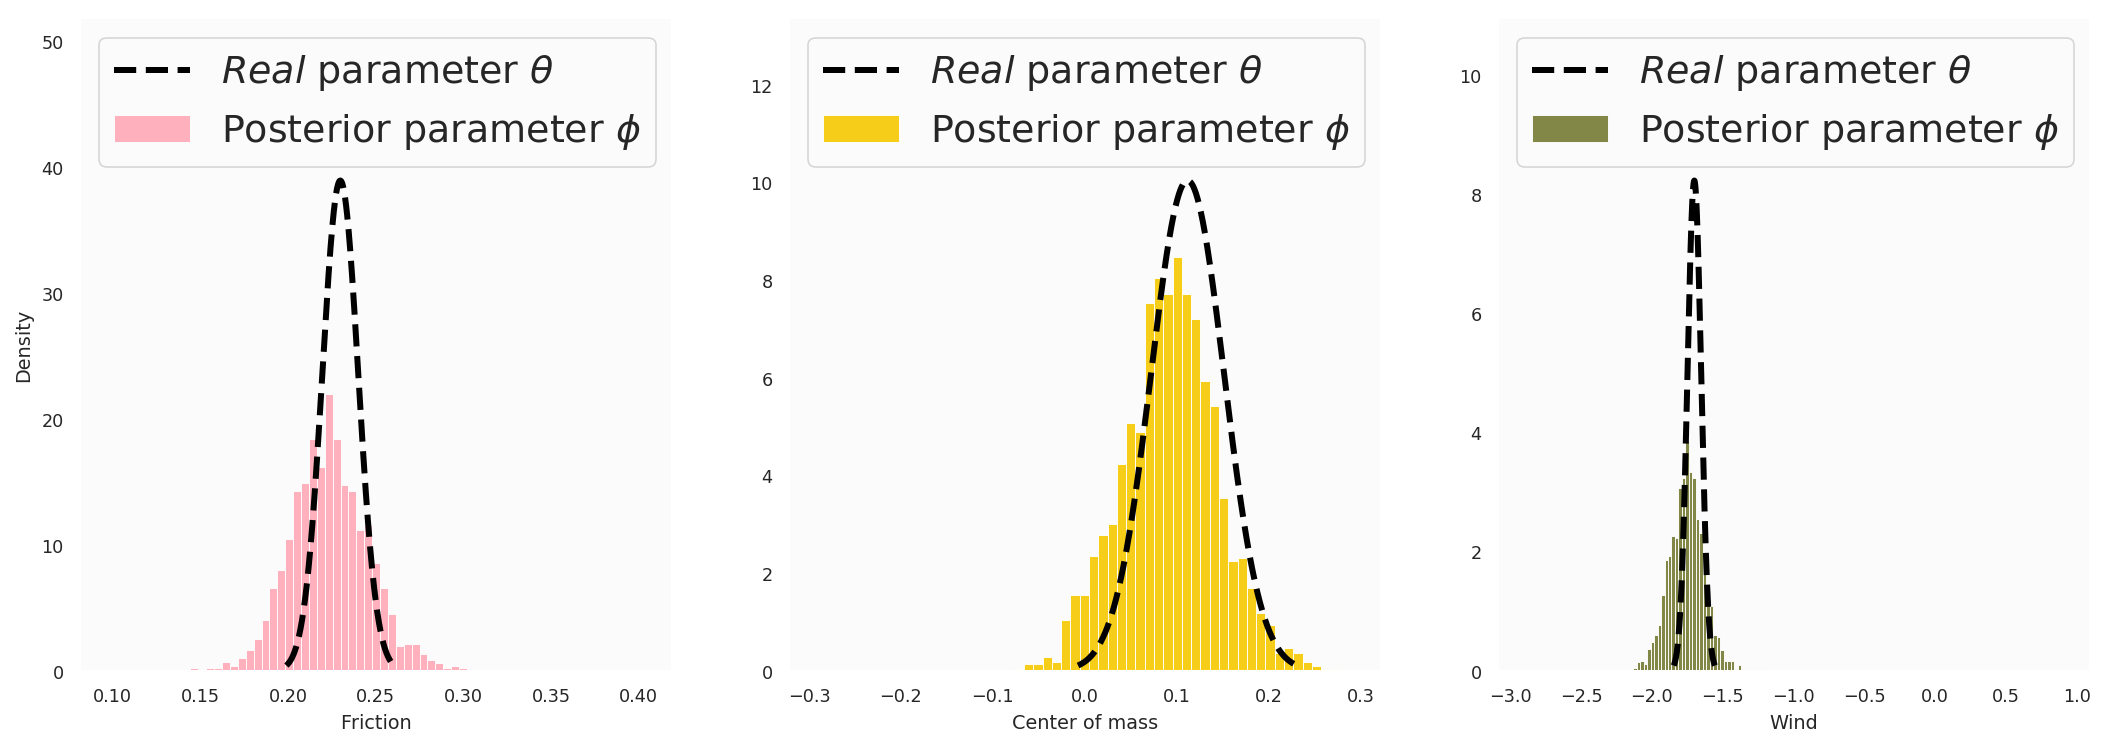 50
40
30
20
10
0
Density
Real parameter θ
Posterior parameter ϕ
0.10 0.15 0.20 0.25 0.30 0.35 0.40
Friction
12
10
8
6
4
2
0
Real parameter θ
Posterior parameter ϕ
−0.3 −0.2 −0.1 0.0 0.1 0.2 0.3
Center of mass
10
8
6
4
2
0
Real parameter θ
Posterior parameter ϕ
−3.0 −2.5 −2.0 −1.5 −1.0 −0.5 0.0 0.5 1.0
Wind